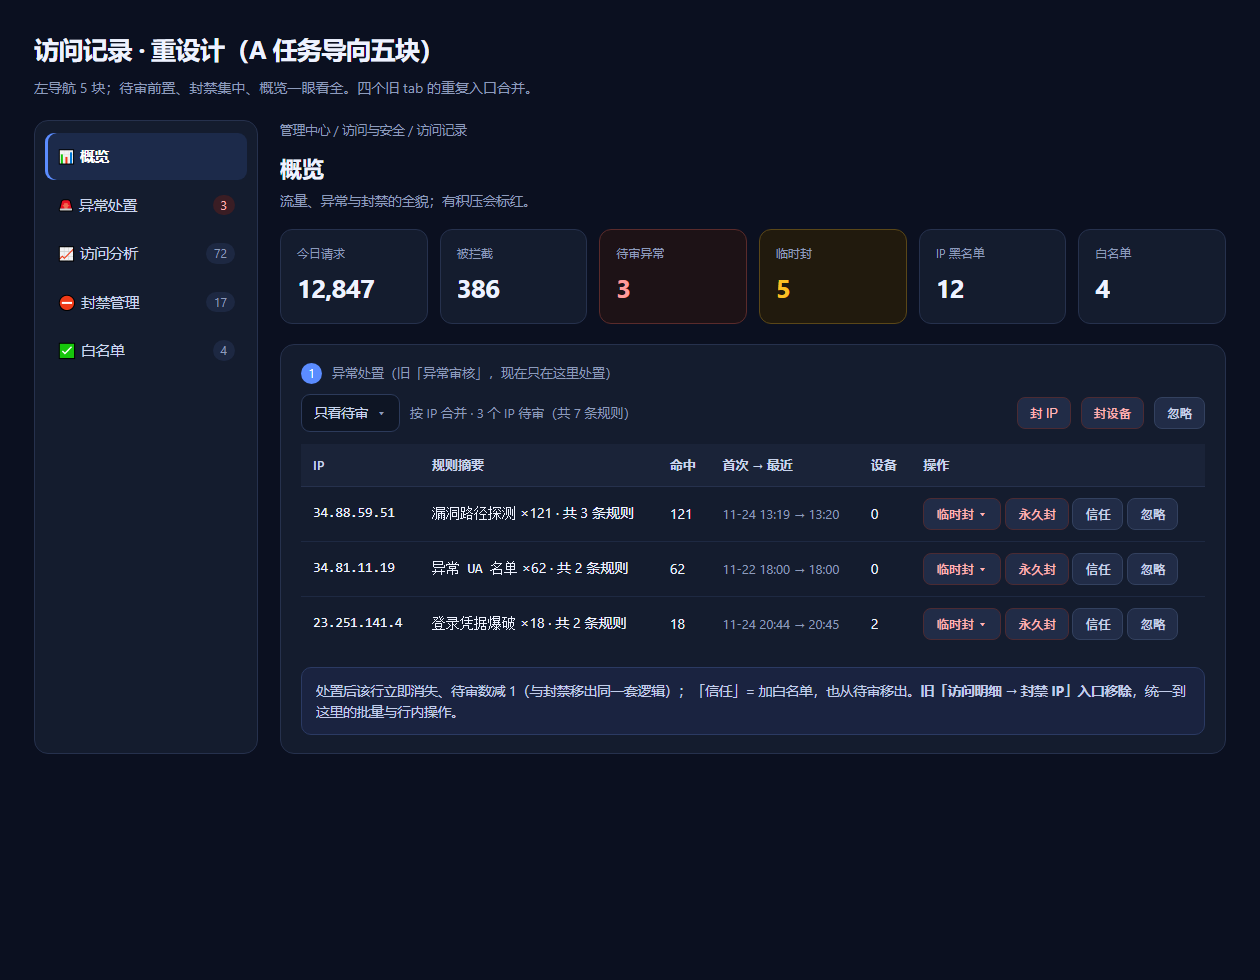 访问记录 · 重设计（A 任务导向五块）
左导航 5 块；待审前置、封禁集中、概览一眼看全。四个旧 tab 的重复入口合并。
概览
异常处置 3
访问分析 72
封禁管理 17
白名单 4
管理中心 / 访问与安全 / 访问记录
概览
流量、异常与封禁的全貌；有积压会标红。
今日请求 被拦截 待审异常 临时封 IP 黑名单 白名单
12,847 386 3 5 12 4
1 异常处置（旧「异常审核」，现在只在这里处置）
只看待审 按 IP 合并 · 3 个 IP 待审（共 7 条规则） 封 IP 封设备 忽略
IP 规则摘要 命中 首次 → 最近 设备 操作
34.88.59.51 漏洞路径探测 ×121 · 共 3 条规则 121 11-24 13:19 → 13:20 0 临时封 永久封 信任 忽略
34.81.11.19 异常 UA 名单 ×62 · 共 2 条规则 62 11-22 18:00 → 18:00 0 临时封 永久封 信任 忽略
23.251.141.4 登录凭据爆破 ×18 · 共 2 条规则 18 11-24 20:44 → 20:45 2 临时封 永久封 信任 忽略
处置后该行立即消失、待审数减 1（与封禁移出同一套逻辑）；「信任」= 加白名单，也从待审移出。旧「访问明细 → 封禁 IP」入口移除，统一到
这里的批量与行内操作。